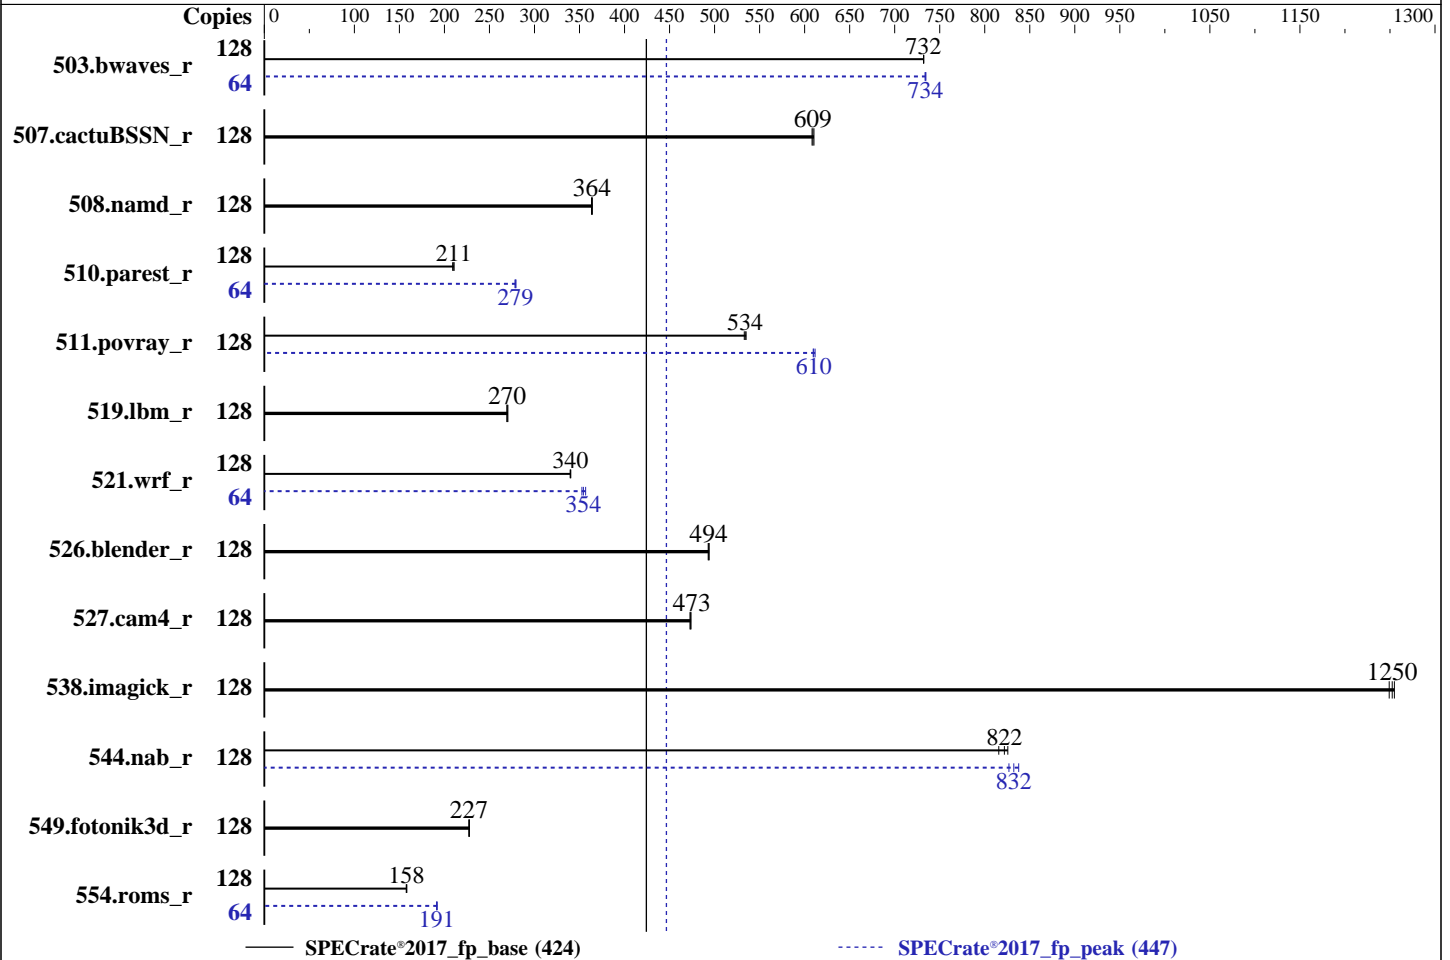 Copies 0 100 150 200 250 300 350 400 450 500 550 600 650 700 750 800 850 900 950 1050 1150 1300
503.bwaves_r 128 732
64 734
507.cactuBSSN_r 128 609
508.namd_r 128 364
510.parest_r 128 211
64 279
511.povray_r 128 534
610
519.lbm_r 128 270
521.wrf_r 128 340
64 354
526.blender_r 128 494
527.cam4_r 128 473
538.imagick_r 128 1250
544.nab_r 128 822
832
549.fotonik3d_r 128 227
554.roms_r 128 158
64 191
SPECrate®2017_fp_base (424) SPECrate®2017_fp_peak (447)